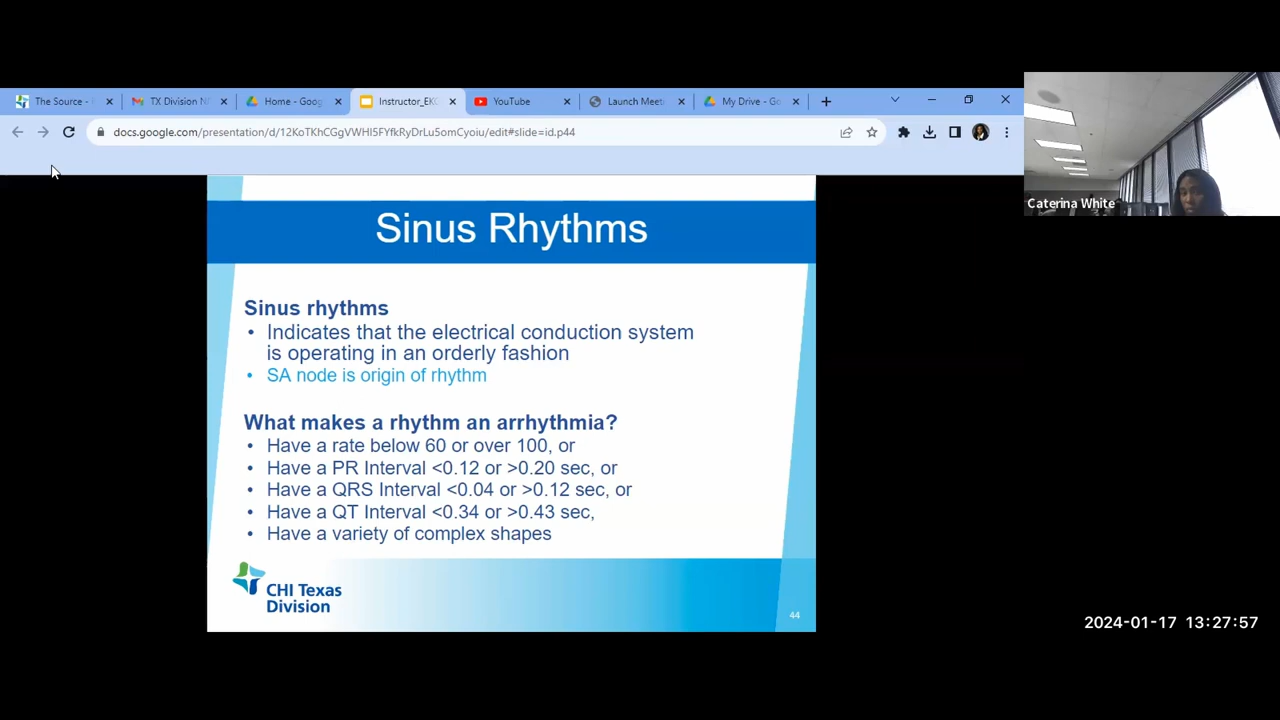 The Source -
TX Division N
Home - Goog
Instructor_EK
YouTube
Launch Meeti
My Drive - Go
docs.google.com/presentation/d/12KoTKhCGgVWHI5FYfkRyDrLu5omCyoiu/edit#slide=id.p44
Caterina White
Sinus Rhythms
Sinus rhythms
• Indicates that the electrical conduction system
is operating in an orderly fashion
• SA node is origin of rhythm
What makes a rhythm an arrhythmia?
• Have a rate below 60 or over 100, or
• Have a PR Interval <0.12 or >0.20 sec, or
• Have a QRS Interval <0.04 or >0.12 sec, or
• Have a QT Interval <0.34 or >0.43 sec,
• Have a variety of complex shapes
CHI Texas
Division
44
2024-01-17 13:27:57